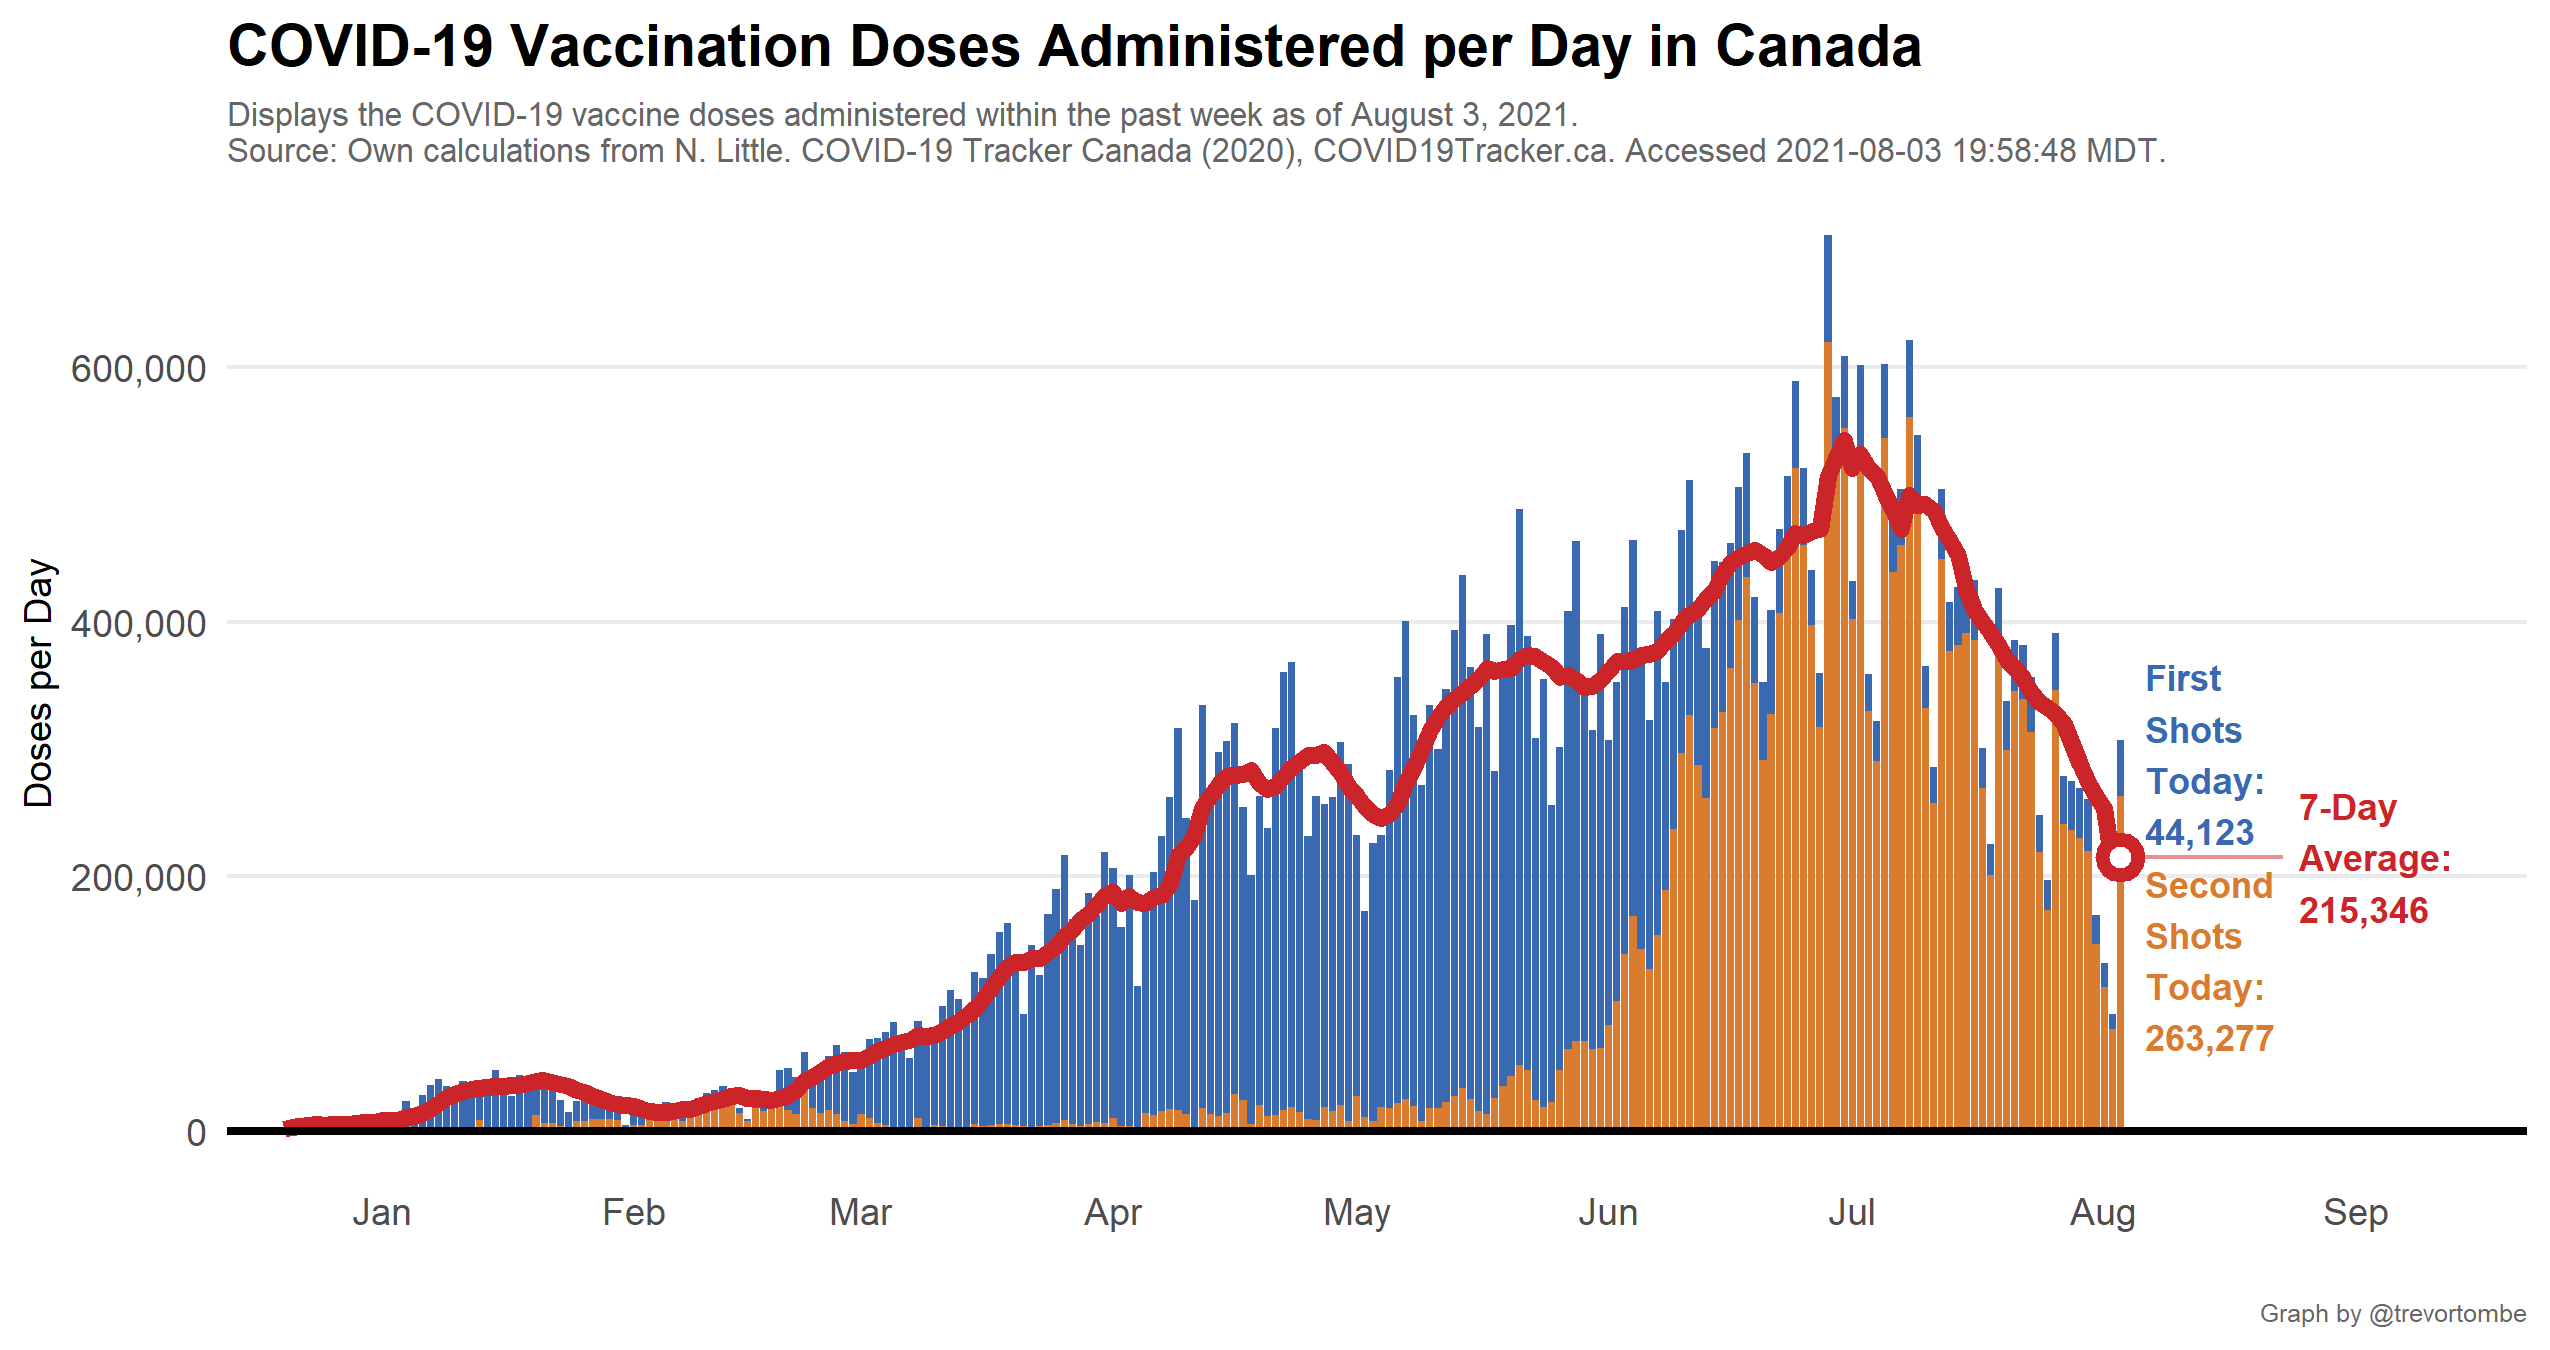 COVID-19 Vaccination Doses Administered per Day in Canada
Displays the COVID-19 vaccine doses administered within the past week as of August 3, 2021.
Source: Own calculations from N. Little. COVID-19 Tracker Canada (2020), COVID19Tracker.ca. Accessed 2021-08-03 19:58:48 MDT.
Doses per Day
600,000
400,000
200,000
0
First
Shots
Today:
44,123
Second
Shots
Today:
263,277
7-Day
Average:
215,346
Jan Feb Mar Apr May Jun Jul Aug Sep
Graph by @trevortombe